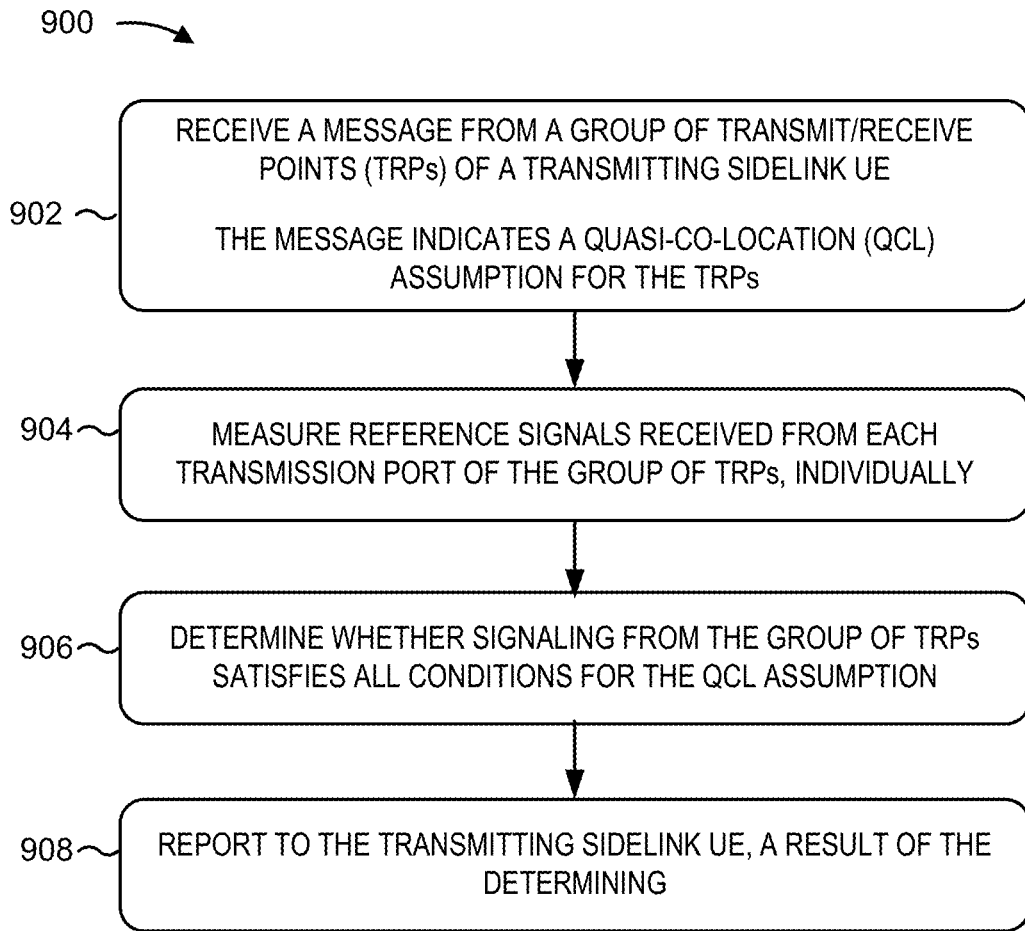 900
RECEIVE A MESSAGE FROM A GROUP OF TRANSMIT/RECEIVE
POINTS (TRPs) OF A TRANSMITTING SIDELINK UE
902
THE MESSAGE INDICATES A QUASI-CO-LOCATION (QCL)
ASSUMPTION FOR THE TRPs
904
MEASURE REFERENCE SIGNALS RECEIVED FROM EACH
TRANSMISSION PORT OF THE GROUP OF TRPs, INDIVIDUALLY
906
DETERMINE WHETHER SIGNALING FROM THE GROUP OF TRPs
SATISFIES ALL CONDITIONS FOR THE QCL ASSUMPTION
908
REPORT TO THE TRANSMITTING SIDELINK UE, A RESULT OF THE
DETERMINING